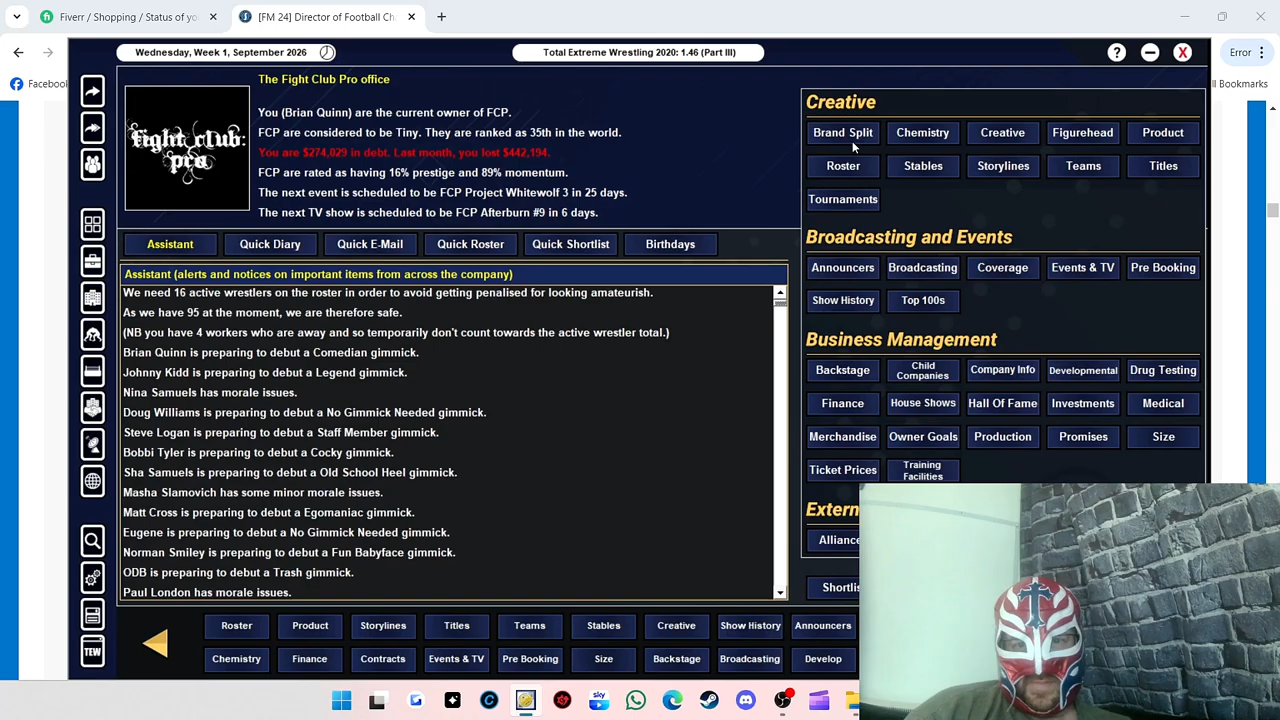 Fiverr / Shopping / Status of yo
[FM 24] Director of Football Ch
Error
Facebook
ll Bookmarks
Wednesday, Week 1, September 2026
Total Extreme Wrestling 2020: 1.46 (Part III)
?
X
fight club:
pro
The Fight Club Pro office
You (Brian Quinn) are the current owner of FCP.
FCP are considered to be Tiny. They are ranked as 35th in the world.
You are $274,029 in debt. Last month, you lost $442,194.
FCP are rated as having 16% prestige and 89% momentum.
The next event is scheduled to be FCP Project Whitewolf 3 in 25 days.
The next TV show is scheduled to be FCP Afterburn #9 in 6 days.
Assistant
Quick Diary
Quick E-Mail
Quick Roster
Quick Shortlist
Birthdays
Assistant (alerts and notices on important items from across the company)
We need 16 active wrestlers on the roster in order to avoid getting penalised for looking amateurish.
As we have 95 at the moment, we are therefore safe.
(NB you have 4 workers who are away and so temporarily don't count towards the active wrestler total.)
Brian Quinn is preparing to debut a Comedian gimmick.
Johnny Kidd is preparing to debut a Legend gimmick.
Nina Samuels has morale issues.
Doug Williams is preparing to debut a No Gimmick Needed gimmick.
Steve Logan is preparing to debut a Staff Member gimmick.
Bobbi Tyler is preparing to debut a Cocky gimmick.
Sha Samuels is preparing to debut a Old School Heel gimmick.
Masha Slamovich has some minor morale issues.
Matt Cross is preparing to debut a Egomaniac gimmick.
Eugene is preparing to debut a No Gimmick Needed gimmick.
Norman Smiley is preparing to debut a Fun Babyface gimmick.
ODB is preparing to debut a Trash gimmick.
Paul London has morale issues.
Creative
Brand Split
Chemistry
Creative
Figurehead
Product
Roster
Stables
Storylines
Teams
Titles
Tournaments
Broadcasting and Events
Announcers
Broadcasting
Coverage
Events & TV
Pre Booking
Show History
Top 100s
Business Management
Backstage
Child
Companies
Company Info
Developmental
Drug Testing
Finance
House Shows
Hall Of Fame
Investments
Medical
Merchandise
Owner Goals
Production
Promises
Size
Ticket Prices
Training
Facilities
Extern
Alliance
Shortlis
Roster
Product
Storylines
Titles
Teams
Stables
Creative
Show History
Announcers
Chemistry
Finance
Contracts
Events & TV
Pre Booking
Size
Backstage
Broadcasting
Develop
TEW
sky